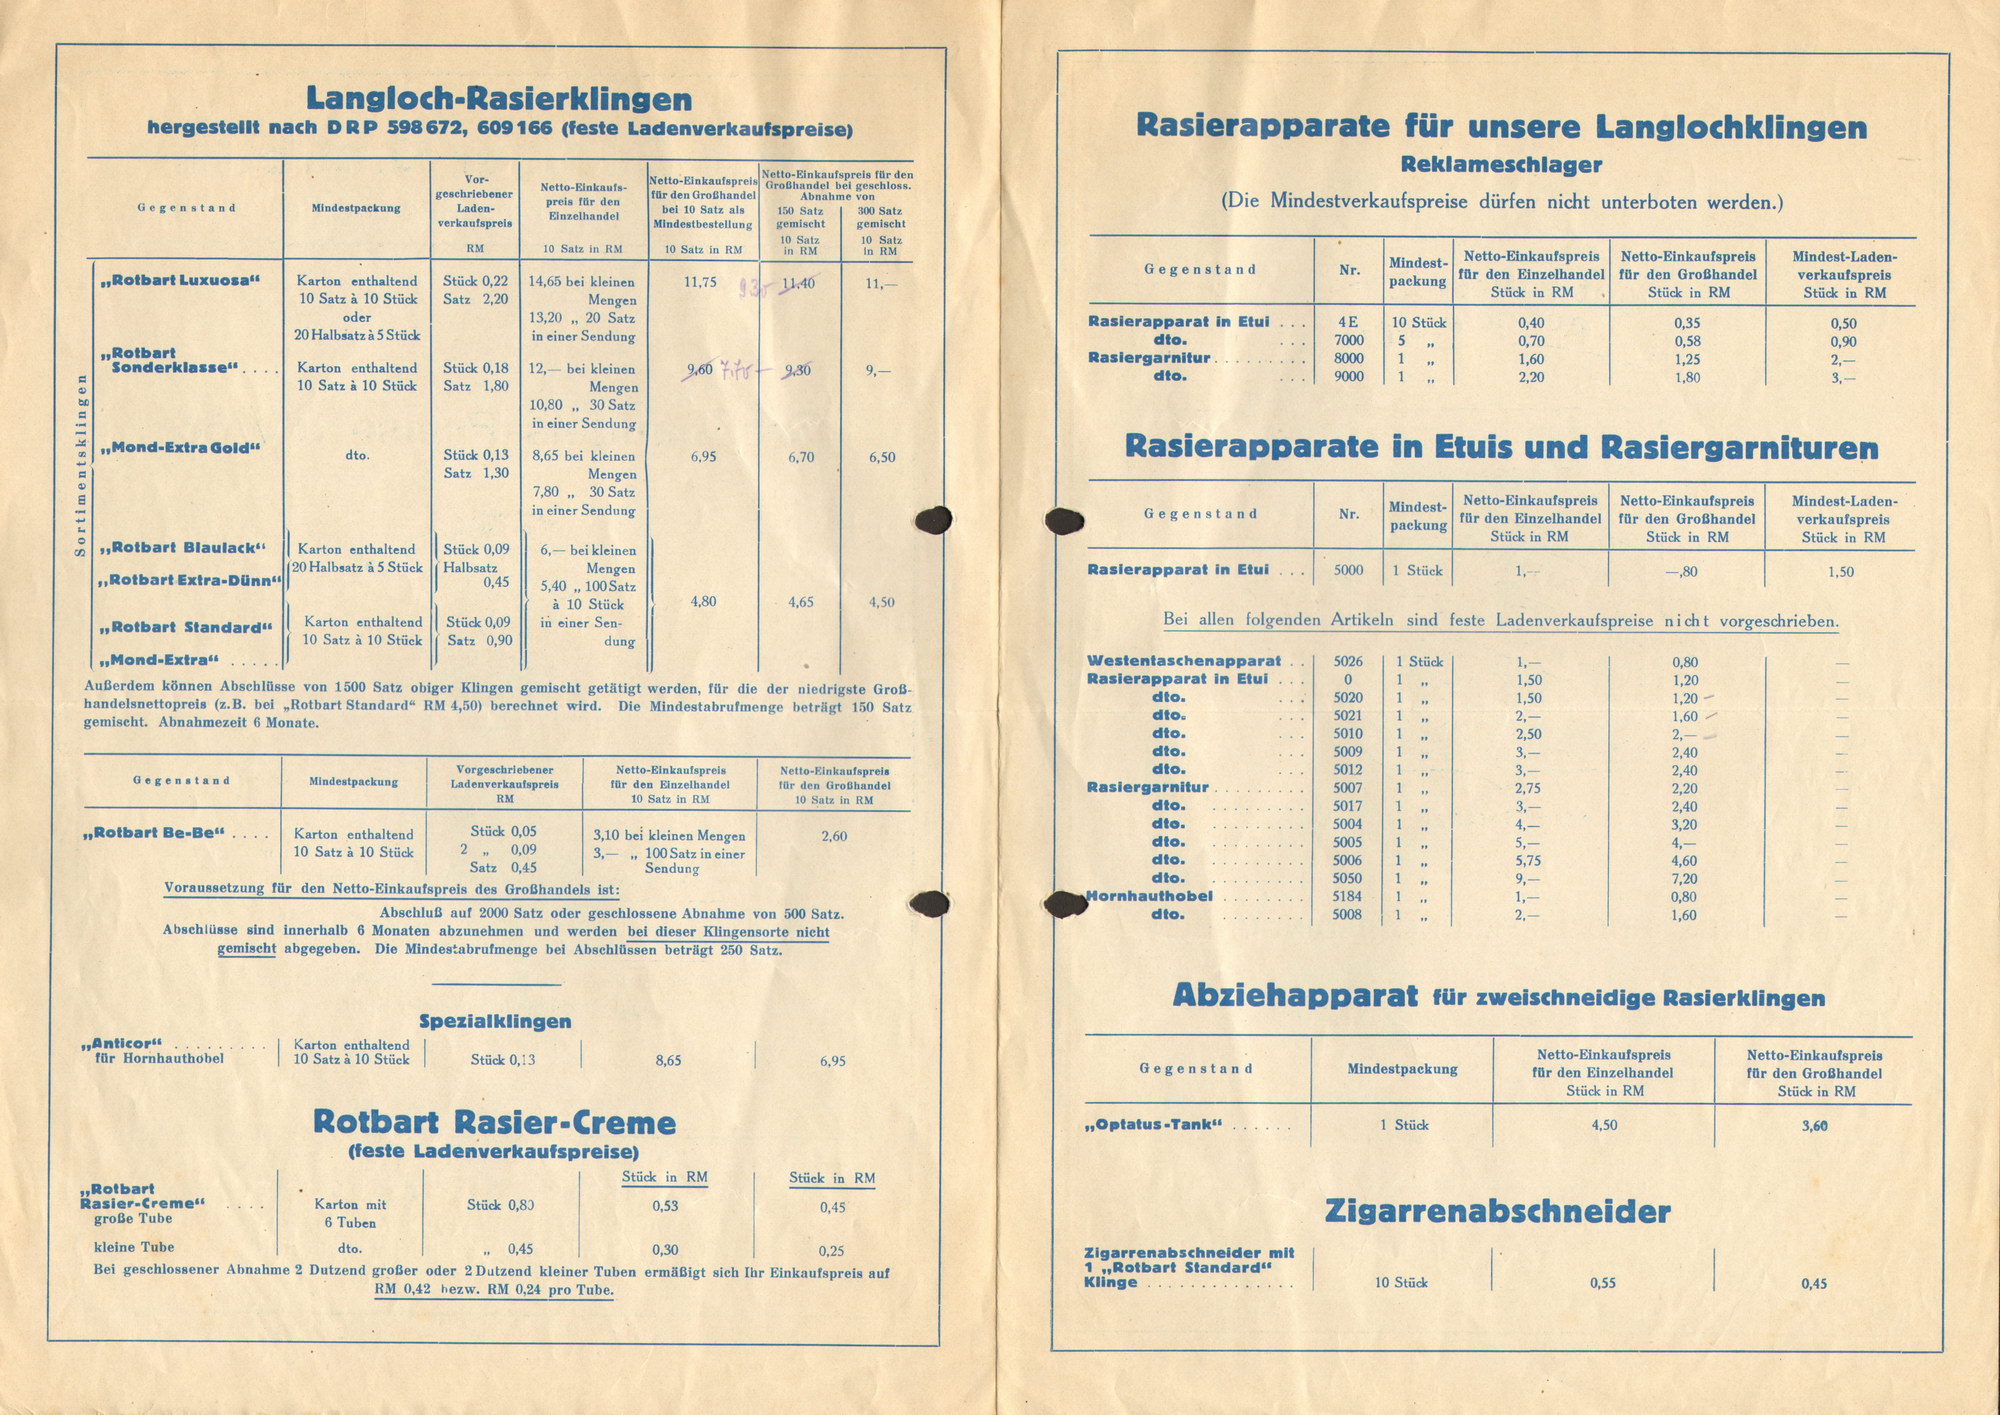 Langloch-Rasierklingen
hergestellt nach DRP 598672, 609166 (feste Ladenverkaufspreise)
Gegenstand | Mindestpackung | Vorgeschriebener Ladenverkaufspreis RM | Netto-Einkaufspreis für den Einzelhandel 10 Satz in RM | Netto-Einkaufspreis für den Großhandel bei 10 Satz als Mindestbestellung 10 Satz in RM | Netto-Einkaufspreis für den Großhandel bei geschloss. Abnahme von 150 Satz gemischt 10 Satz in RM | 300 Satz gemischt 10 Satz in RM
Sortimentsklingen
„Rotbart Luxuosa“ Karton enthaltend Stück 0,22 14,65 bei kleinen 11,75 9.35 11,40 11,—
10 Satz à 10 Stück Satz 2,20 Mengen
oder 13,20 „ 20 Satz
20 Halbsatz à 5 Stück in einer Sendung
„Rotbart
Sonderklasse“ .... Karton enthaltend Stück 0,18 12,— bei kleinen 9,60 7.70 — 9,30 9,—
10 Satz à 10 Stück Satz 1,80 Mengen
10,80 „ 30 Satz
in einer Sendung
„Mond-Extra Gold“ dto. Stück 0,13 8,65 bei kleinen 6,95 6,70 6,50
Satz 1,30 Mengen
7,80 „ 30 Satz
in einer Sendung
„Rotbart Blaulack“ Karton enthaltend Stück 0,09 6,— bei kleinen
20 Halbsatz à 5 Stück Halbsatz Mengen
„Rotbart Extra-Dünn“ 0,45 5,40 „ 100 Satz
à 10 Stück 4,80 4,65 4,50
„Rotbart Standard“ Karton enthaltend Stück 0,09 in einer Sen-
10 Satz à 10 Stück Satz 0,90 dung
„Mond-Extra“ .....
Außerdem können Abschlüsse von 1500 Satz obiger Klingen gemischt getätigt werden, für die der niedrigste Groß-
handelsnettopreis (z.B. bei „Rotbart Standard“ RM 4,50) berechnet wird. Die Mindestabrufmenge beträgt 150 Satz
gemischt. Abnahmezeit 6 Monate.
Gegenstand | Mindestpackung | Vorgeschriebener Ladenverkaufspreis RM | Netto-Einkaufspreis für den Einzelhandel 10 Satz in RM | Netto-Einkaufspreis für den Großhandel 10 Satz in RM
„Rotbart Be-Be“ .... Karton enthaltend Stück 0,05 3,10 bei kleinen Mengen 2,60
10 Satz à 10 Stück 2 „ 0,09 3,— „ 100 Satz in einer
Satz 0,45 Sendung
Voraussetzung für den Netto-Einkaufspreis des Großhandels ist:
Abschluß auf 2000 Satz oder geschlossene Abnahme von 500 Satz.
Abschlüsse sind innerhalb 6 Monaten abzunehmen und werden bei dieser Klingensorte nicht
gemischt abgegeben. Die Mindestabrufmenge bei Abschlüssen beträgt 250 Satz.
Spezialklingen
„Anticor“ ......... Karton enthaltend
für Hornhauthobel 10 Satz à 10 Stück Stück 0,13 8,65 6,95
Rotbart Rasier-Creme
(feste Ladenverkaufspreise)
Stück in RM Stück in RM
„Rotbart
Rasier-Creme“ .... Karton mit Stück 0,80 0,53 0,45
große Tube 6 Tuben
kleine Tube dto. „ 0,45 0,30 0,25
Bei geschlossener Abnahme 2 Dutzend großer oder 2 Dutzend kleiner Tuben ermäßigt sich Ihr Einkaufspreis auf
RM 0,42 bezw. RM 0,24 pro Tube.
Rasierapparate für unsere Langlochklingen
Reklameschlager
(Die Mindestverkaufspreise dürfen nicht unterboten werden.)
Gegenstand | Nr. | Mindestpackung | Netto-Einkaufspreis für den Einzelhandel Stück in RM | Netto-Einkaufspreis für den Großhandel Stück in RM | Mindest-Ladenverkaufspreis Stück in RM
Rasierapparat in Etui ... 4E 10 Stück 0,40 0,35 0,50
dto. ... 7000 5 „ 0,70 0,58 0,90
Rasiergarnitur ......... 8000 1 „ 1,60 1,25 2,—
dto. ... 9000 1 „ 2,20 1,80 3,—
Rasierapparate in Etuis und Rasiergarnituren
Gegenstand | Nr. | Mindestpackung | Netto-Einkaufspreis für den Einzelhandel Stück in RM | Netto-Einkaufspreis für den Großhandel Stück in RM | Mindest-Ladenverkaufspreis Stück in RM
Rasierapparat in Etui ... 5000 1 Stück 1,— —,80 1,50
Bei allen folgenden Artikeln sind feste Ladenverkaufspreise nicht vorgeschrieben.
Westentaschenapparat .. 5026 1 Stück 1,— 0,80 —
Rasierapparat in Etui ... 0 1 „ 1,50 1,20 —
dto. ... 5020 1 „ 1,50 1,20 —
dto. ... 5021 1 „ 2,— 1,60 —
dto. ... 5010 1 „ 2,50 2,— —
dto. ... 5009 1 „ 3,— 2,40 —
dto. ... 5012 1 „ 3,— 2,40 —
Rasiergarnitur ......... 5007 1 „ 2,75 2,20 —
dto. ......... 5017 1 „ 3,— 2,40 —
dto. ......... 5004 1 „ 4,— 3,20 —
dto. ......... 5005 1 „ 5,— 4,— —
dto. ......... 5006 1 „ 5,75 4,60 —
dto. ......... 5050 1 „ 9,— 7,20 —
Hornhauthobel ........ 5184 1 „ 1,— 0,80 —
dto. ........ 5008 1 „ 2,— 1,60 —
Abziehapparat für zweischneidige Rasierklingen
Gegenstand | Mindestpackung | Netto-Einkaufspreis für den Einzelhandel Stück in RM | Netto-Einkaufspreis für den Großhandel Stück in RM
„Optatus-Tank“ ...... 1 Stück 4,50 3,60
Zigarrenabschneider
Zigarrenabschneider mit
1 „Rotbart Standard“
Klinge .............. 10 Stück 0,55 0,45